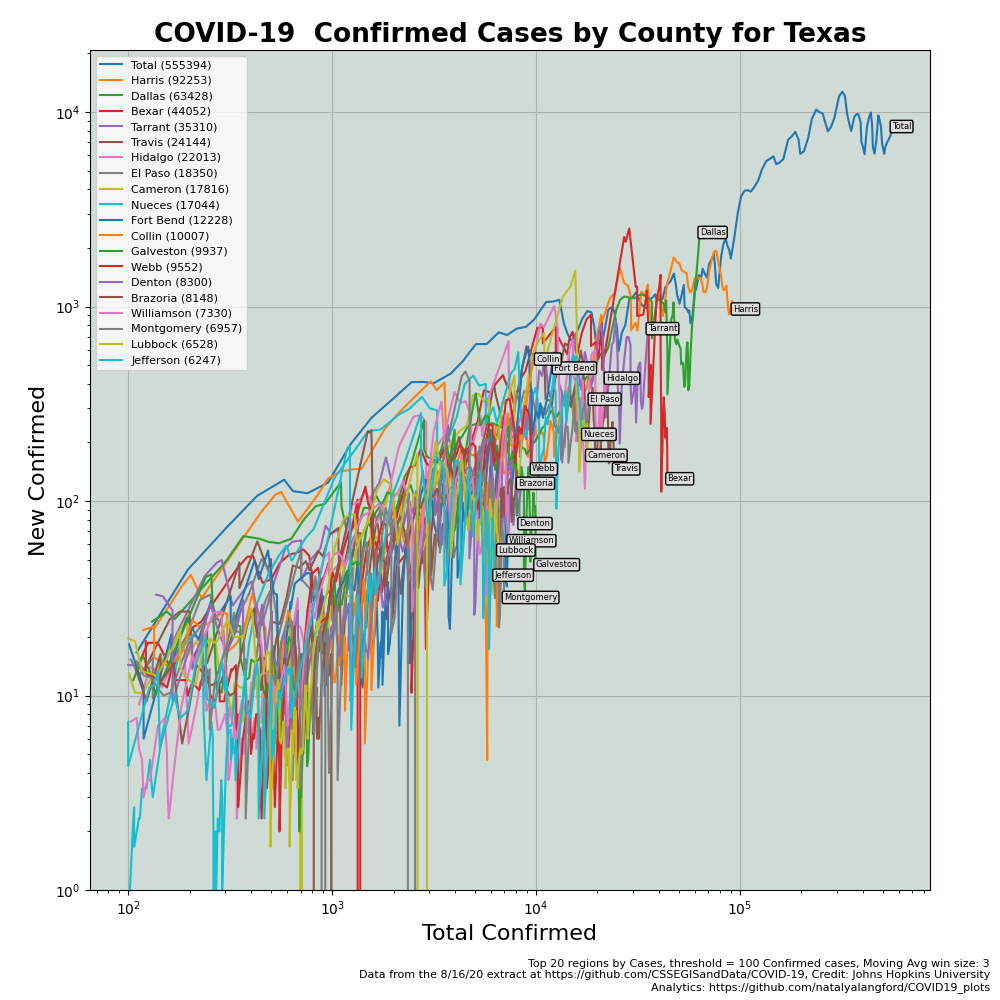 COVID-19  Confirmed Cases by County for Texas
Total (555394)
Harris (92253)
Dallas (63428)
Bexar (44052)
Tarrant (35310)
Travis (24144)
Hidalgo (22013)
El Paso (18350)
Cameron (17816)
Nueces (17044)
Fort Bend (12228)
Collin (10007)
Galveston (9937)
Webb (9552)
Denton (8300)
Brazoria (8148)
Williamson (7330)
Montgomery (6957)
Lubbock (6528)
Jefferson (6247)
10⁴
10³
10²
10¹
10⁰
New Confirmed
Total
Dallas
Harris
Tarrant
Collin
Fort Bend
Hidalgo
El Paso
Nueces
Cameron
Webb
Travis
Bexar
Brazoria
Denton
Williamson
Lubbock
Galveston
Jefferson
Montgomery
10² 10³ 10⁴ 10⁵
Total Confirmed
Top 20 regions by Cases, threshold = 100 Confirmed cases, Moving Avg win size: 3
Data from the 8/16/20 extract at https://github.com/CSSEGISandData/COVID-19, Credit: Johns Hopkins University
Analytics: https://github.com/natalyalangford/COVID19_plots